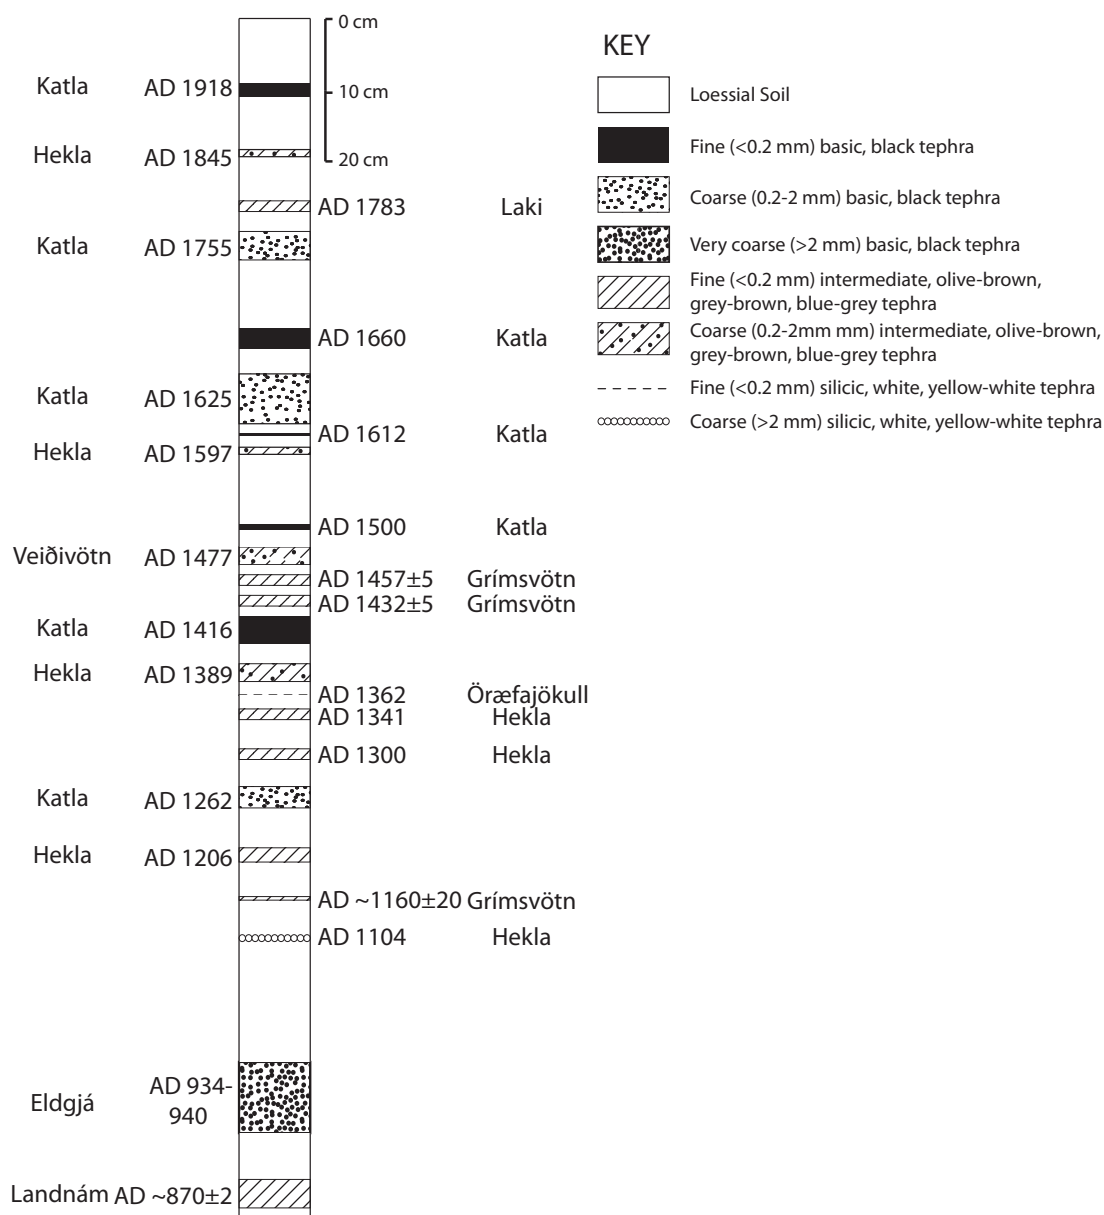 0 cm
10 cm
20 cm
Katla AD 1918
Hekla AD 1845
AD 1783 Laki
Katla AD 1755
AD 1660 Katla
Katla AD 1625
AD 1612 Katla
Hekla AD 1597
AD 1500 Katla
Veiðivötn AD 1477
AD 1457±5 Grímsvötn
AD 1432±5 Grímsvötn
Katla AD 1416
Hekla AD 1389
AD 1362 Öræfajökull
AD 1341 Hekla
AD 1300 Hekla
Katla AD 1262
Hekla AD 1206
AD ~1160±20 Grímsvötn
AD 1104 Hekla
Eldgjá AD 934-
940
Landnám AD ~870±2
KEY
Loessial Soil
Fine (<0.2 mm) basic, black tephra
Coarse (0.2-2 mm) basic, black tephra
Very coarse (>2 mm) basic, black tephra
Fine (<0.2 mm) intermediate, olive-brown,
grey-brown, blue-grey tephra
Coarse (0.2-2mm mm) intermediate, olive-brown,
grey-brown, blue-grey tephra
Fine (<0.2 mm) silicic, white, yellow-white tephra
Coarse (>2 mm) silicic, white, yellow-white tephra